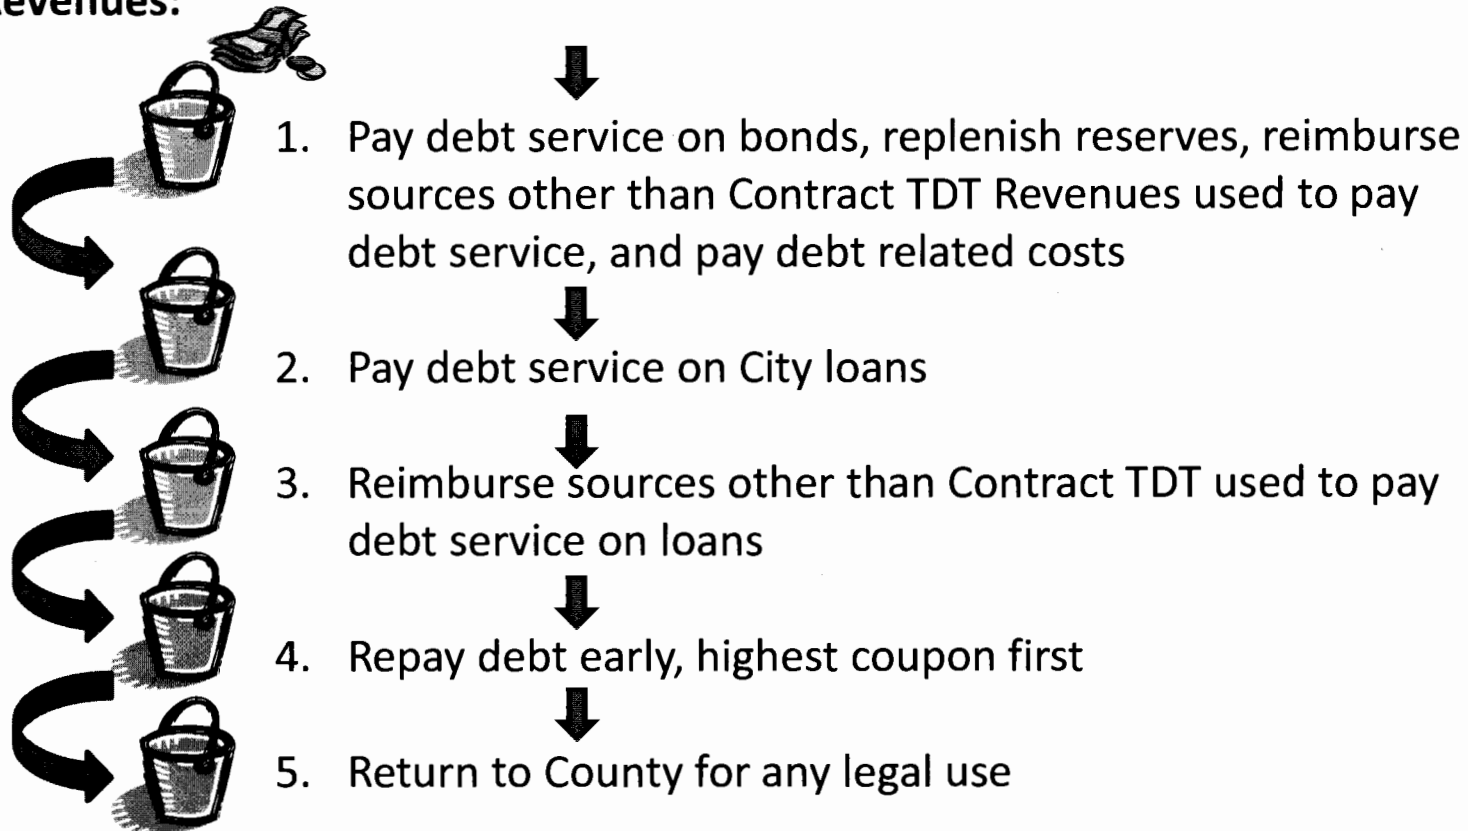 Revenues:
1. Pay debt service on bonds, replenish reserves, reimburse
sources other than Contract TDT Revenues used to pay
debt service, and pay debt related costs
2. Pay debt service on City loans
3. Reimburse sources other than Contract TDT used to pay
debt service on loans
4. Repay debt early, highest coupon first
5. Return to County for any legal use